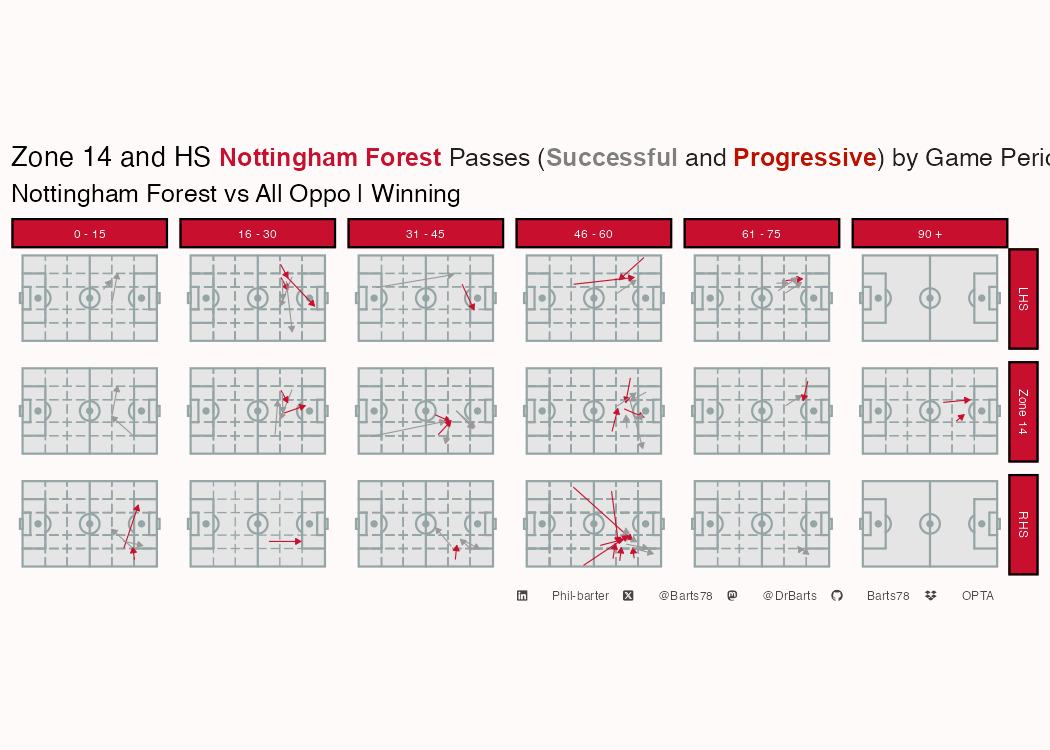 Zone 14 and HS Nottingham Forest Passes (Successful and Progressive) by Game Peri
Nottingham Forest vs All Oppo | Winning
0 - 15 16 - 30 31 - 45 46 - 60 61 - 75 90 +
LHS
Zone 14
RHS
Phil-barter @Barts78 @DrBarts Barts78 OPTA